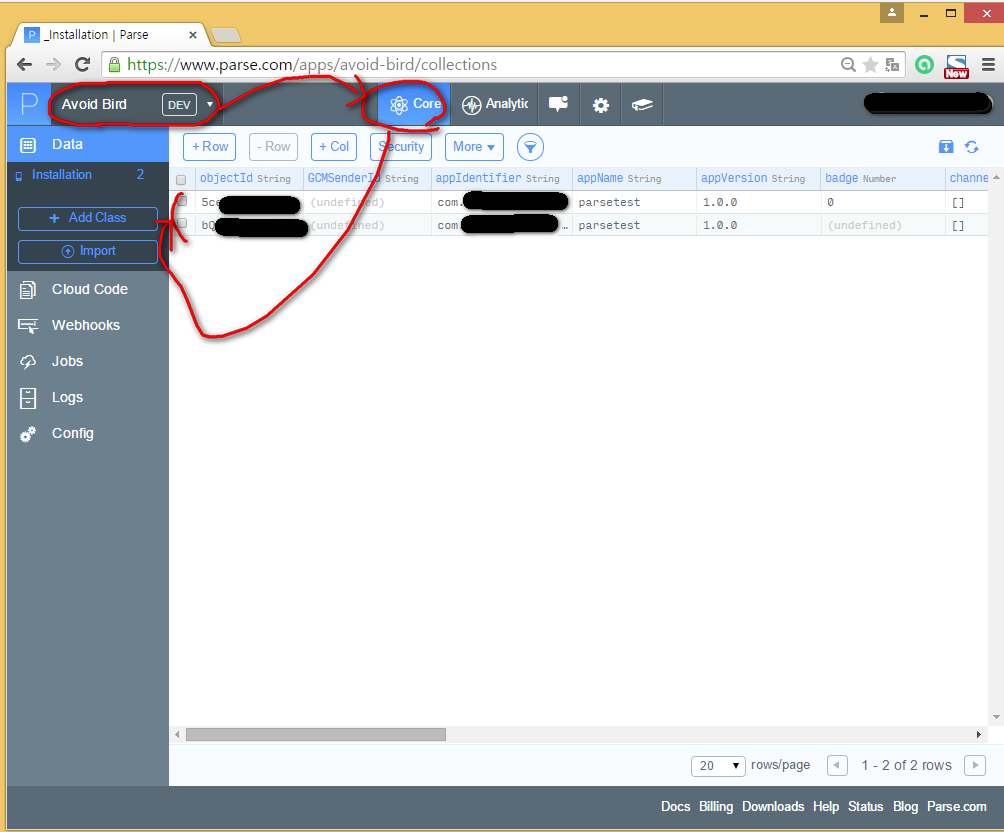 _Installation | Parse
https://www.parse.com/apps/avoid-bird/collections
New
P Avoid Bird DEV Core Analytic
Data
+ Row - Row + Col Security More
Installation 2
objectId String GCMSenderId String appIdentifier String appName String appVersion String badge Number channe
5ce (undefined) com. parsetest 1.0.0 0 []
bQ (undefined) com. … parsetest 1.0.0 (undefined) []
+ Add Class
Import
Cloud Code
Webhooks
Jobs
Logs
Config
20 rows/page 1 - 2 of 2 rows
Docs Billing Downloads Help Status Blog Parse.com